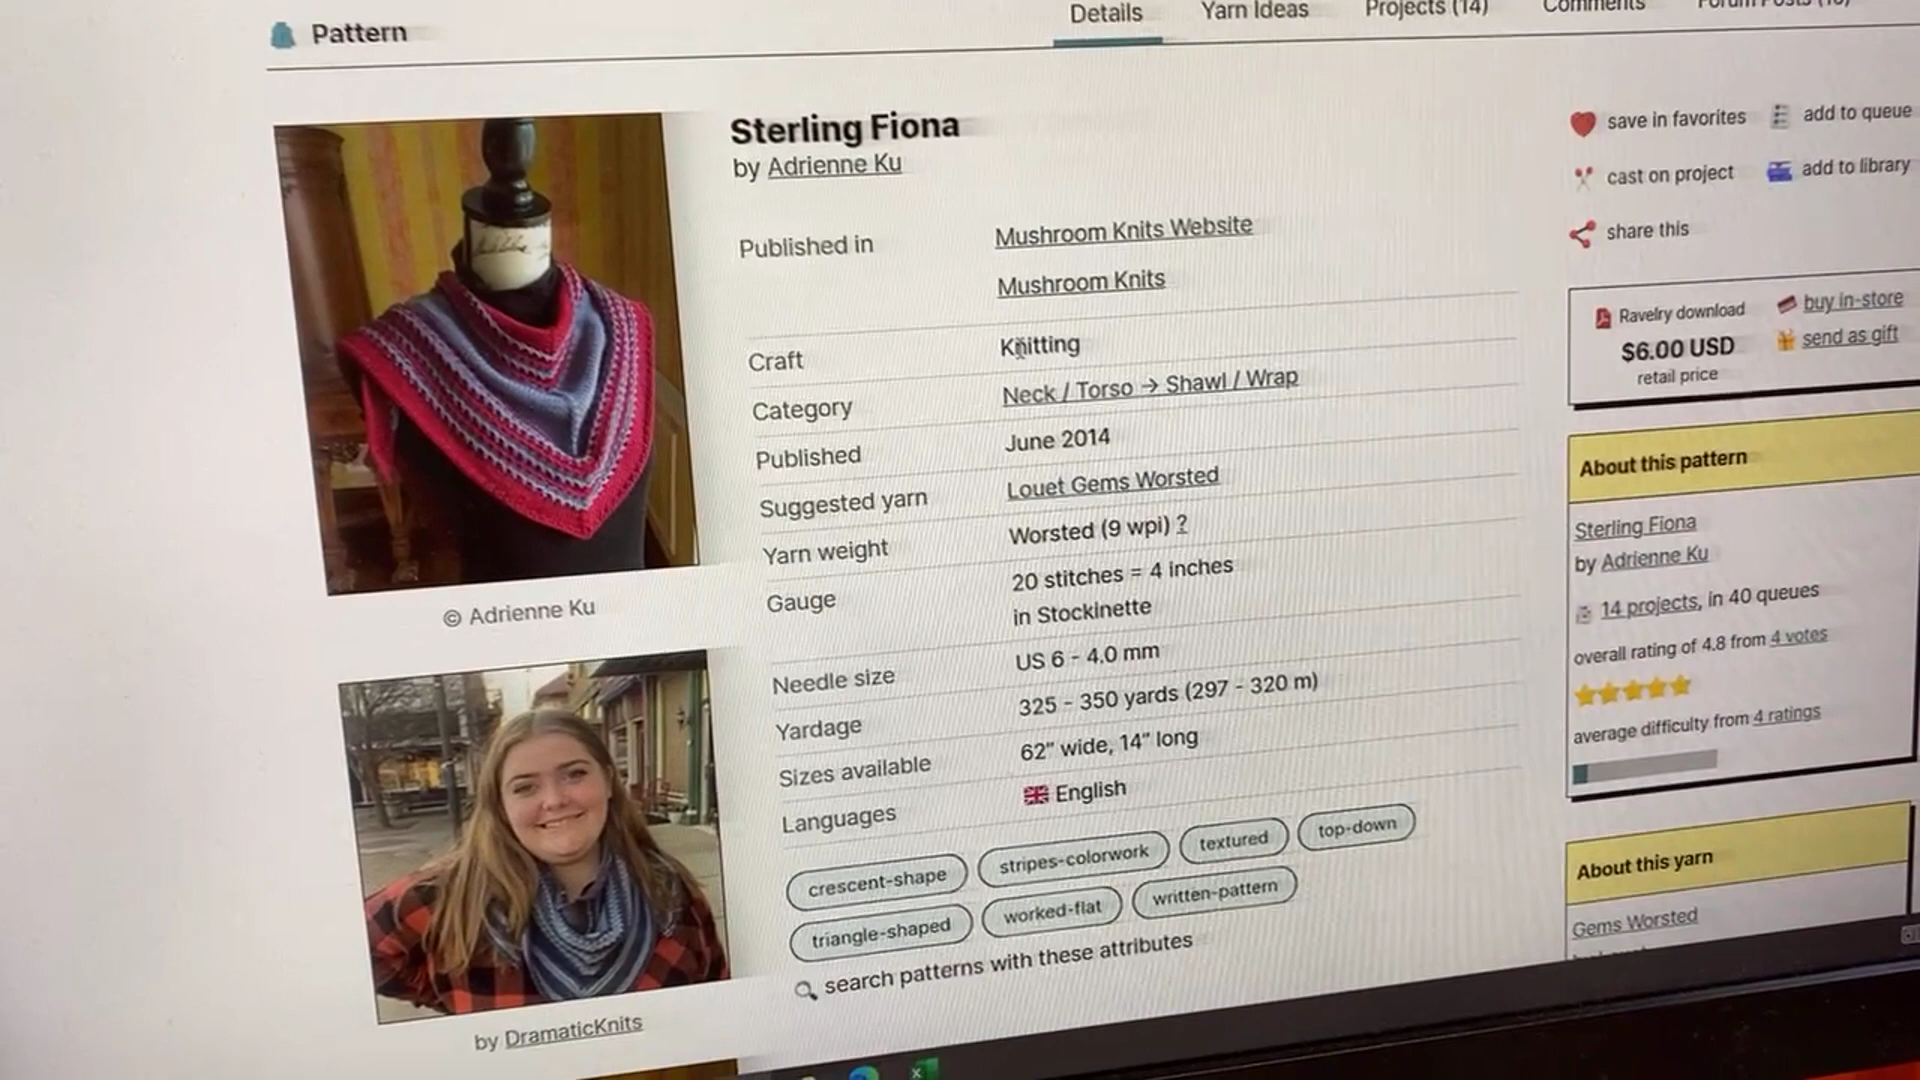 Pattern
Details
Yarn Ideas
Projects (14)
Comments
Forum Posts (10)
Sterling Fiona
by Adrienne Ku
Published in
Mushroom Knits Website
Mushroom Knits
Craft
Knitting
Category
Neck / Torso → Shawl / Wrap
Published
June 2014
Suggested yarn
Louet Gems Worsted
Yarn weight
Worsted (9 wpi) ?
Gauge
20 stitches = 4 inches
in Stockinette
Needle size
US 6 - 4.0 mm
Yardage
325 - 350 yards (297 - 320 m)
Sizes available
62" wide, 14" long
Languages
English
crescent-shape
stripes-colorwork
textured
top-down
triangle-shaped
worked-flat
written-pattern
search patterns with these attributes
© Adrienne Ku
by DramaticKnits
save in favorites
add to queue
cast on project
add to library
share this
Ravelry download
$6.00 USD
retail price
buy in-store
send as gift
About this pattern
Sterling Fiona
by Adrienne Ku
14 projects, in 40 queues
overall rating of 4.8 from 4 votes
average difficulty from 4 ratings
About this yarn
Gems Worsted